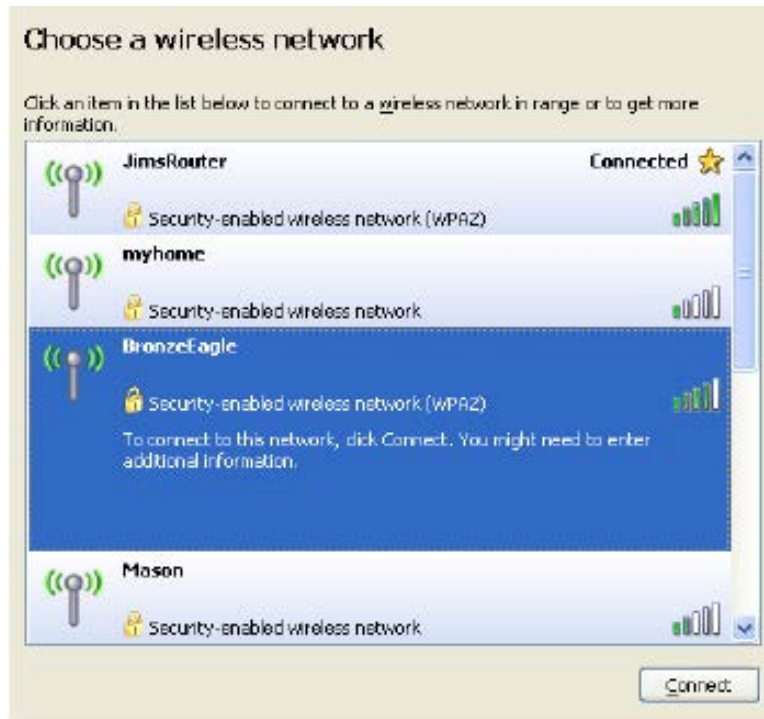 Choose a wireless network
Click an item in the list below to connect to a wireless network in range or to get more
information.
JimsRouter Connected
Security-enabled wireless network (WPA2)
myhome
Security-enabled wireless network
BronzeEagle
Security-enabled wireless network (WPA2)
To connect to this network, click Connect. You might need to enter
additional information.
Mason
Security-enabled wireless network
Connect